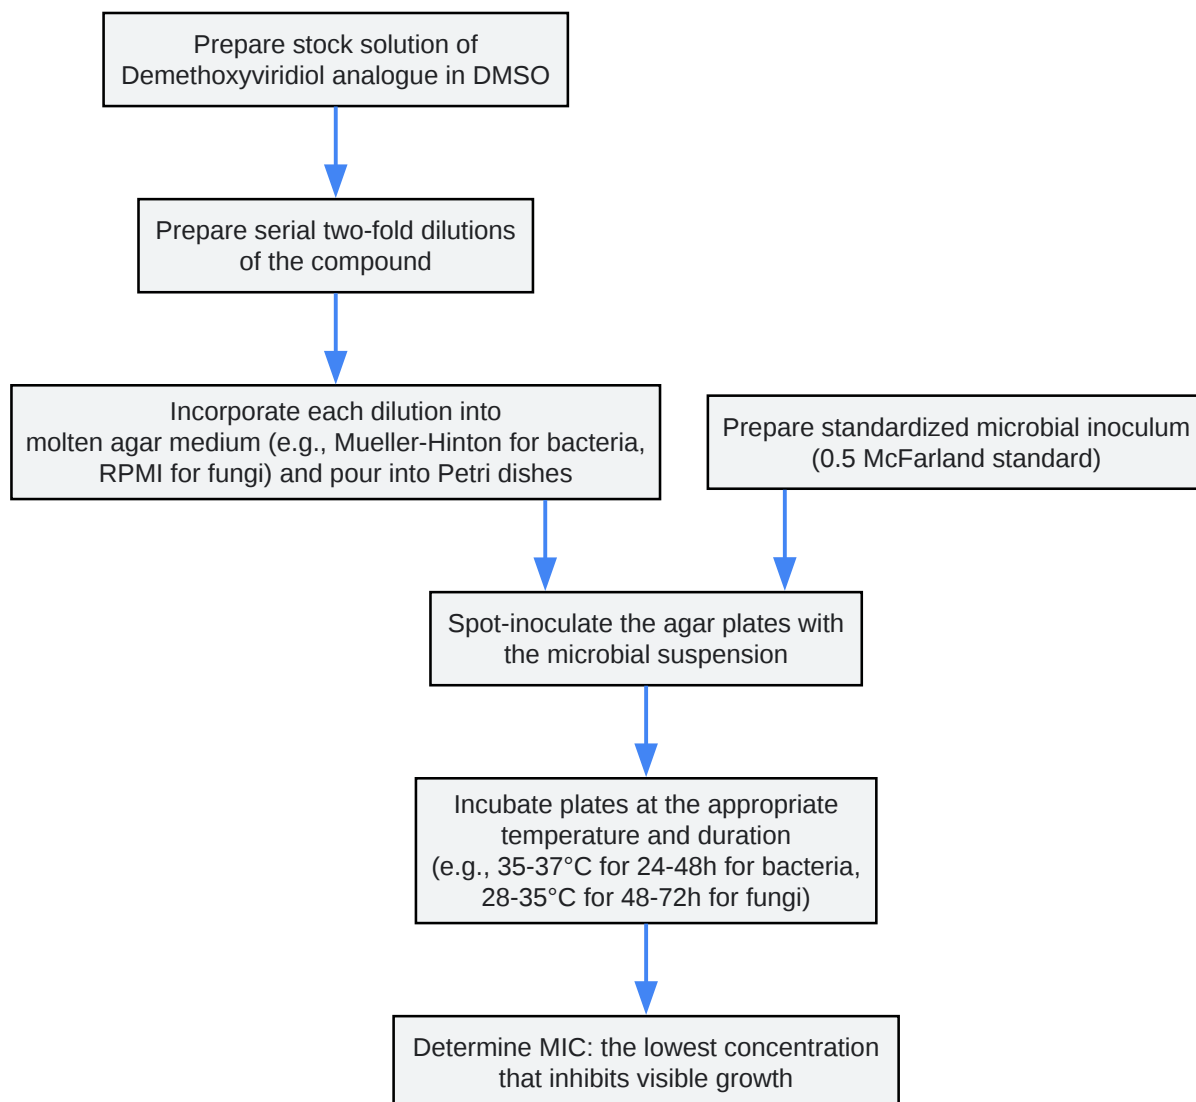 Prepare stock solution of
Demethoxyviridiol analogue in DMSO
Prepare serial two-fold dilutions
of the compound
Incorporate each dilution into
molten agar medium (e.g., Mueller-Hinton for bacteria,
RPMI for fungi) and pour into Petri dishes
Prepare standardized microbial inoculum
(0.5 McFarland standard)
Spot-inoculate the agar plates with
the microbial suspension
Incubate plates at the appropriate
temperature and duration
(e.g., 35-37°C for 24-48h for bacteria,
28-35°C for 48-72h for fungi)
Determine MIC: the lowest concentration
that inhibits visible growth